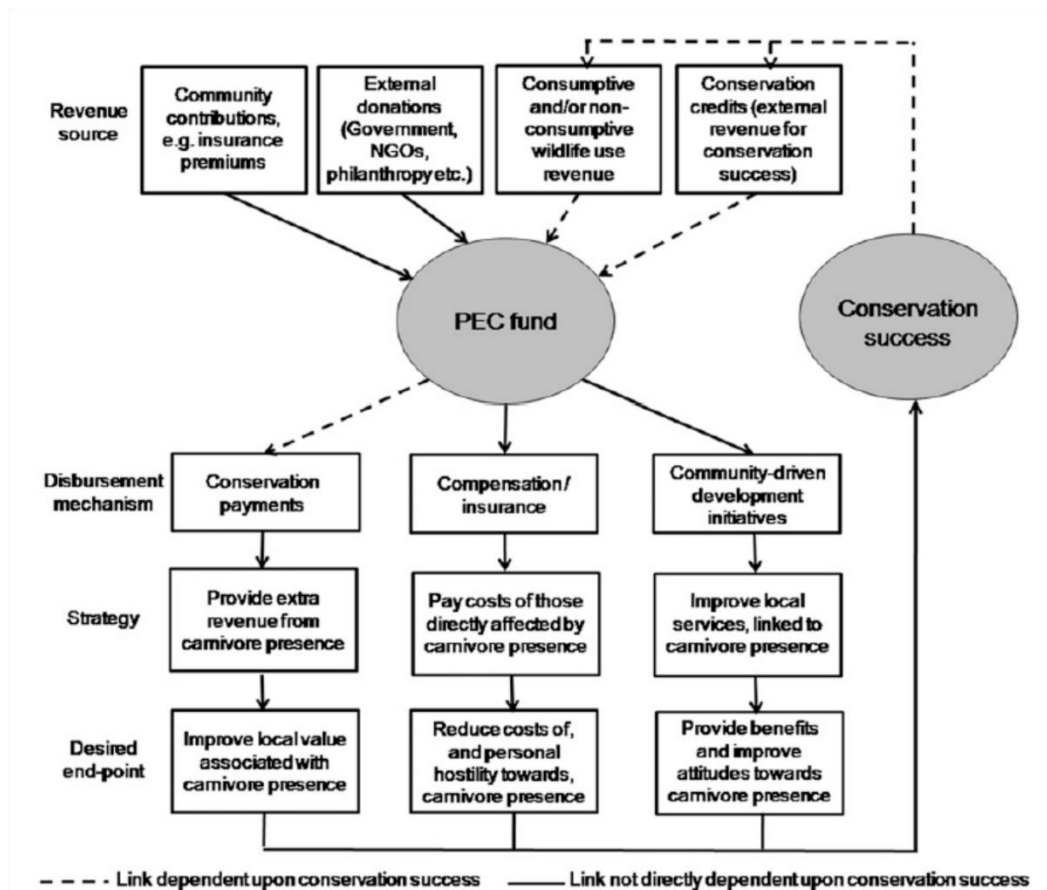 Revenue
source
Community
contributions,
e.g. insurance
premiums
External
donations
(Government,
NGOs,
philanthropy etc.)
Consumptive
and/or non-
consumptive
wildlife use
revenue
Conservation
credits (external
revenue for
conservation
success)
PEC fund
Conservation
success
Disbursement
mechanism
Conservation
payments
Compensation /
insurance
Community-driven
development
initiatives
Strategy
Provide extra
revenue from
carnivore presence
Pay costs of those
directly affected by
carnivore presence
Improve local
services, linked to
carnivore presence
Desired
end-point
Improve local value
associated with
carnivore presence
Reduce costs of,
and personal
hostility towards,
carnivore presence
Provide benefits
and improve
attitudes towards
carnivore presence
Link dependent upon conservation success
Link not directly dependent upon conservation success